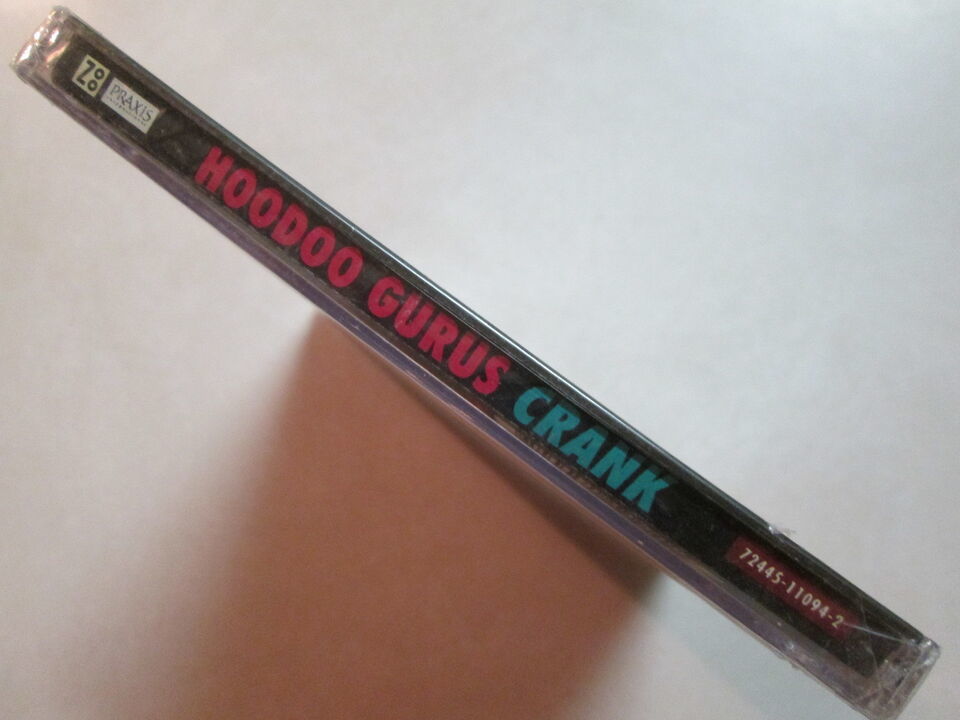 ZOO
PRAXIS
HOODOO GURUS CRANK
72445-11094-2